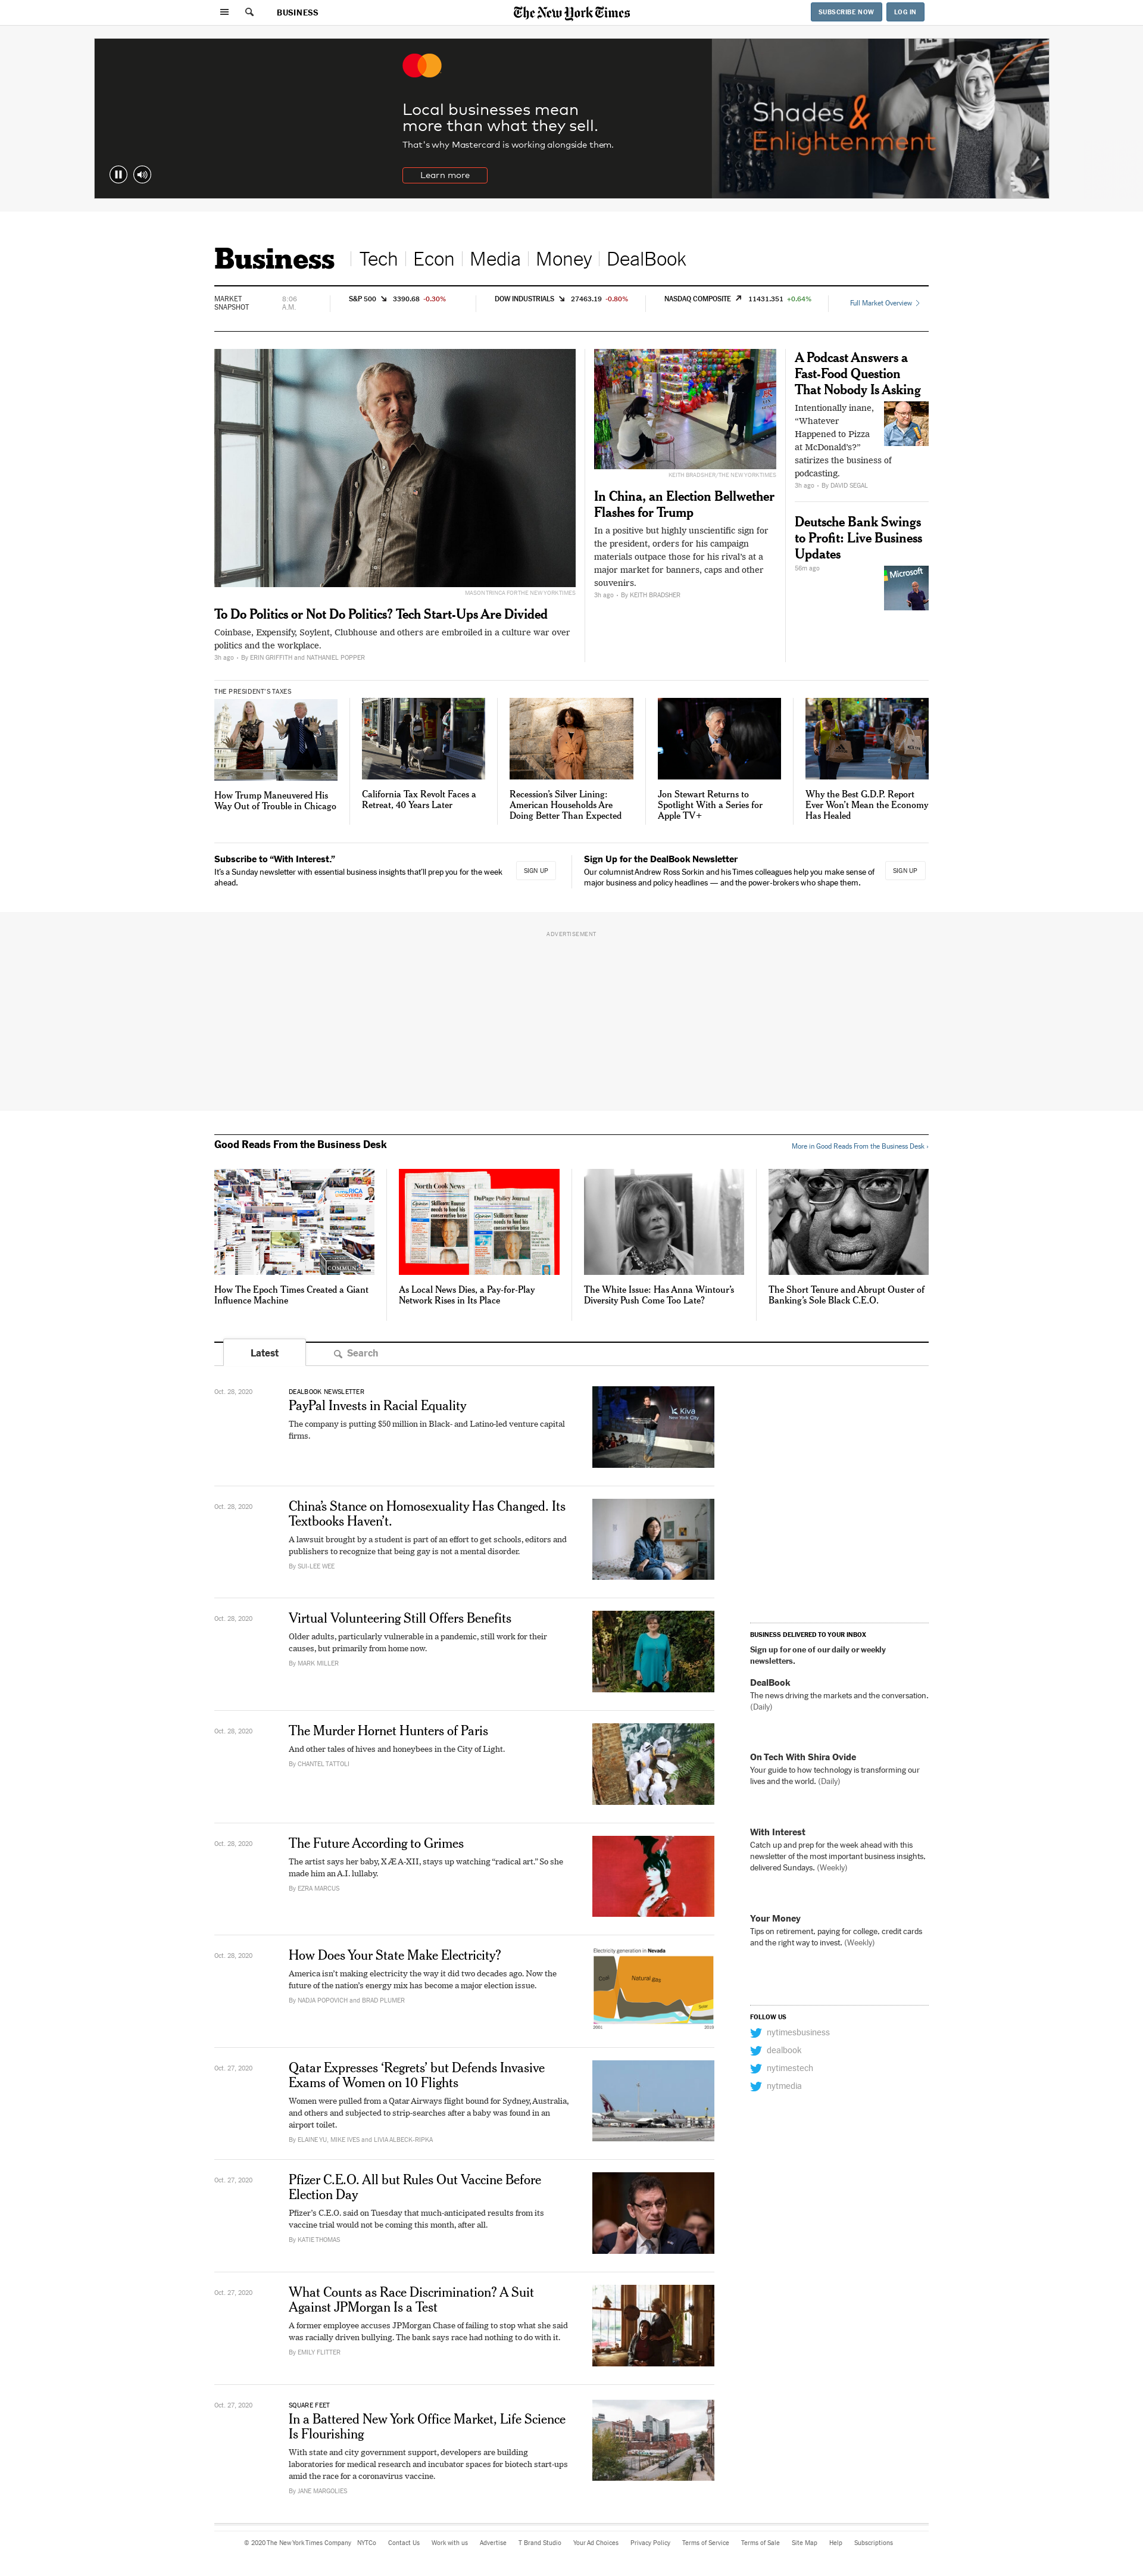 BUSINESS
The New York Times
SUBSCRIBE NOW
LOG IN
Local businesses mean
more than what they sell.
That's why Mastercard is working alongside them.
Learn more
Shades &
Enlightenment
Business
Tech
Econ
Media
Money
DealBook
MARKET
SNAPSHOT
8:06
A.M.
S&P 500 3390.68 -0.30%
DOW INDUSTRIALS 27463.19 -0.80%
NASDAQ COMPOSITE 11431.351 +0.64%
Full Market Overview
MASON TRINCA FOR THE NEW YORK TIMES
To Do Politics or Not Do Politics? Tech Start-Ups Are Divided
Coinbase, Expensify, Soylent, Clubhouse and others are embroiled in a culture war over
politics and the workplace.
3h ago • By ERIN GRIFFITH and NATHANIEL POPPER
KEITH BRADSHER/THE NEW YORK TIMES
In China, an Election Bellwether
Flashes for Trump
In a positive but highly unscientific sign for
the president, orders for his campaign
materials outpace those for his rival's at a
major market for banners, caps and other
souvenirs.
3h ago • By KEITH BRADSHER
A Podcast Answers a
Fast-Food Question
That Nobody Is Asking
Intentionally inane,
“Whatever
Happened to Pizza
at McDonald's?”
satirizes the business of
podcasting.
3h ago • By DAVID SEGAL
Deutsche Bank Swings
to Profit: Live Business
Updates
56m ago
Microsoft
THE PRESIDENT'S TAXES
How Trump Maneuvered His
Way Out of Trouble in Chicago
California Tax Revolt Faces a
Retreat, 40 Years Later
Recession's Silver Lining:
American Households Are
Doing Better Than Expected
Jon Stewart Returns to
Spotlight With a Series for
Apple TV+
Why the Best G.D.P. Report
Ever Won't Mean the Economy
Has Healed
Subscribe to “With Interest.”
It's a Sunday newsletter with essential business insights that'll prep you for the week
ahead.
SIGN UP
Sign Up for the DealBook Newsletter
Our columnist Andrew Ross Sorkin and his Times colleagues help you make sense of
major business and policy headlines — and the power-brokers who shape them.
SIGN UP
ADVERTISEMENT
Good Reads From the Business Desk
More in Good Reads From the Business Desk ›
North Cook News
DuPage Policy Journal
How The Epoch Times Created a Giant
Influence Machine
As Local News Dies, a Pay-for-Play
Network Rises in Its Place
The White Issue: Has Anna Wintour's
Diversity Push Come Too Late?
The Short Tenure and Abrupt Ouster of
Banking's Sole Black C.E.O.
Latest
Search
Oct. 28, 2020
DEALBOOK NEWSLETTER
PayPal Invests in Racial Equality
The company is putting $50 million in Black- and Latino-led venture capital
firms.
Kiva
New York City
Oct. 28, 2020
China's Stance on Homosexuality Has Changed. Its
Textbooks Haven't.
A lawsuit brought by a student is part of an effort to get schools, editors and
publishers to recognize that being gay is not a mental disorder.
By SUI-LEE WEE
Oct. 28, 2020
Virtual Volunteering Still Offers Benefits
Older adults, particularly vulnerable in a pandemic, still work for their
causes, but primarily from home now.
By MARK MILLER
Oct. 28, 2020
The Murder Hornet Hunters of Paris
And other tales of hives and honeybees in the City of Light.
By CHANTEL TATTOLI
Oct. 28, 2020
The Future According to Grimes
The artist says her baby, X Æ A-XII, stays up watching “radical art.” So she
made him an A.I. lullaby.
By EZRA MARCUS
Oct. 28, 2020
How Does Your State Make Electricity?
America isn't making electricity the way it did two decades ago. Now the
future of the nation's energy mix has become a major election issue.
By NADJA POPOVICH and BRAD PLUMER
Electricity generation in Nevada
Coal
Natural gas
Solar
2001
2019
Oct. 27, 2020
Qatar Expresses ‘Regrets’ but Defends Invasive
Exams of Women on 10 Flights
Women were pulled from a Qatar Airways flight bound for Sydney, Australia,
and others and subjected to strip-searches after a baby was found in an
airport toilet.
By ELAINE YU, MIKE IVES and LIVIA ALBECK-RIPKA
Oct. 27, 2020
Pfizer C.E.O. All but Rules Out Vaccine Before
Election Day
Pfizer's C.E.O. said on Tuesday that much-anticipated results from its
vaccine trial would not be coming this month, after all.
By KATIE THOMAS
Oct. 27, 2020
What Counts as Race Discrimination? A Suit
Against JPMorgan Is a Test
A former employee accuses JPMorgan Chase of failing to stop what she said
was racially driven bullying. The bank says race had nothing to do with it.
By EMILY FLITTER
Oct. 27, 2020
SQUARE FEET
In a Battered New York Office Market, Life Science
Is Flourishing
With state and city government support, developers are building
laboratories for medical research and incubator spaces for biotech start-ups
amid the race for a coronavirus vaccine.
By JANE MARGOLIES
BUSINESS DELIVERED TO YOUR INBOX
Sign up for one of our daily or weekly
newsletters.
DealBook
The news driving the markets and the conversation.
(Daily)
On Tech With Shira Ovide
Your guide to how technology is transforming our
lives and the world. (Daily)
With Interest
Catch up and prep for the week ahead with this
newsletter of the most important business insights,
delivered Sundays. (Weekly)
Your Money
Tips on retirement, paying for college, credit cards
and the right way to invest. (Weekly)
FOLLOW US
nytimesbusiness
dealbook
nytimestech
nytmedia
© 2020 The New York Times Company NYTCo Contact Us Work with us Advertise T Brand Studio Your Ad Choices Privacy Policy Terms of Service Terms of Sale Site Map Help Subscriptions